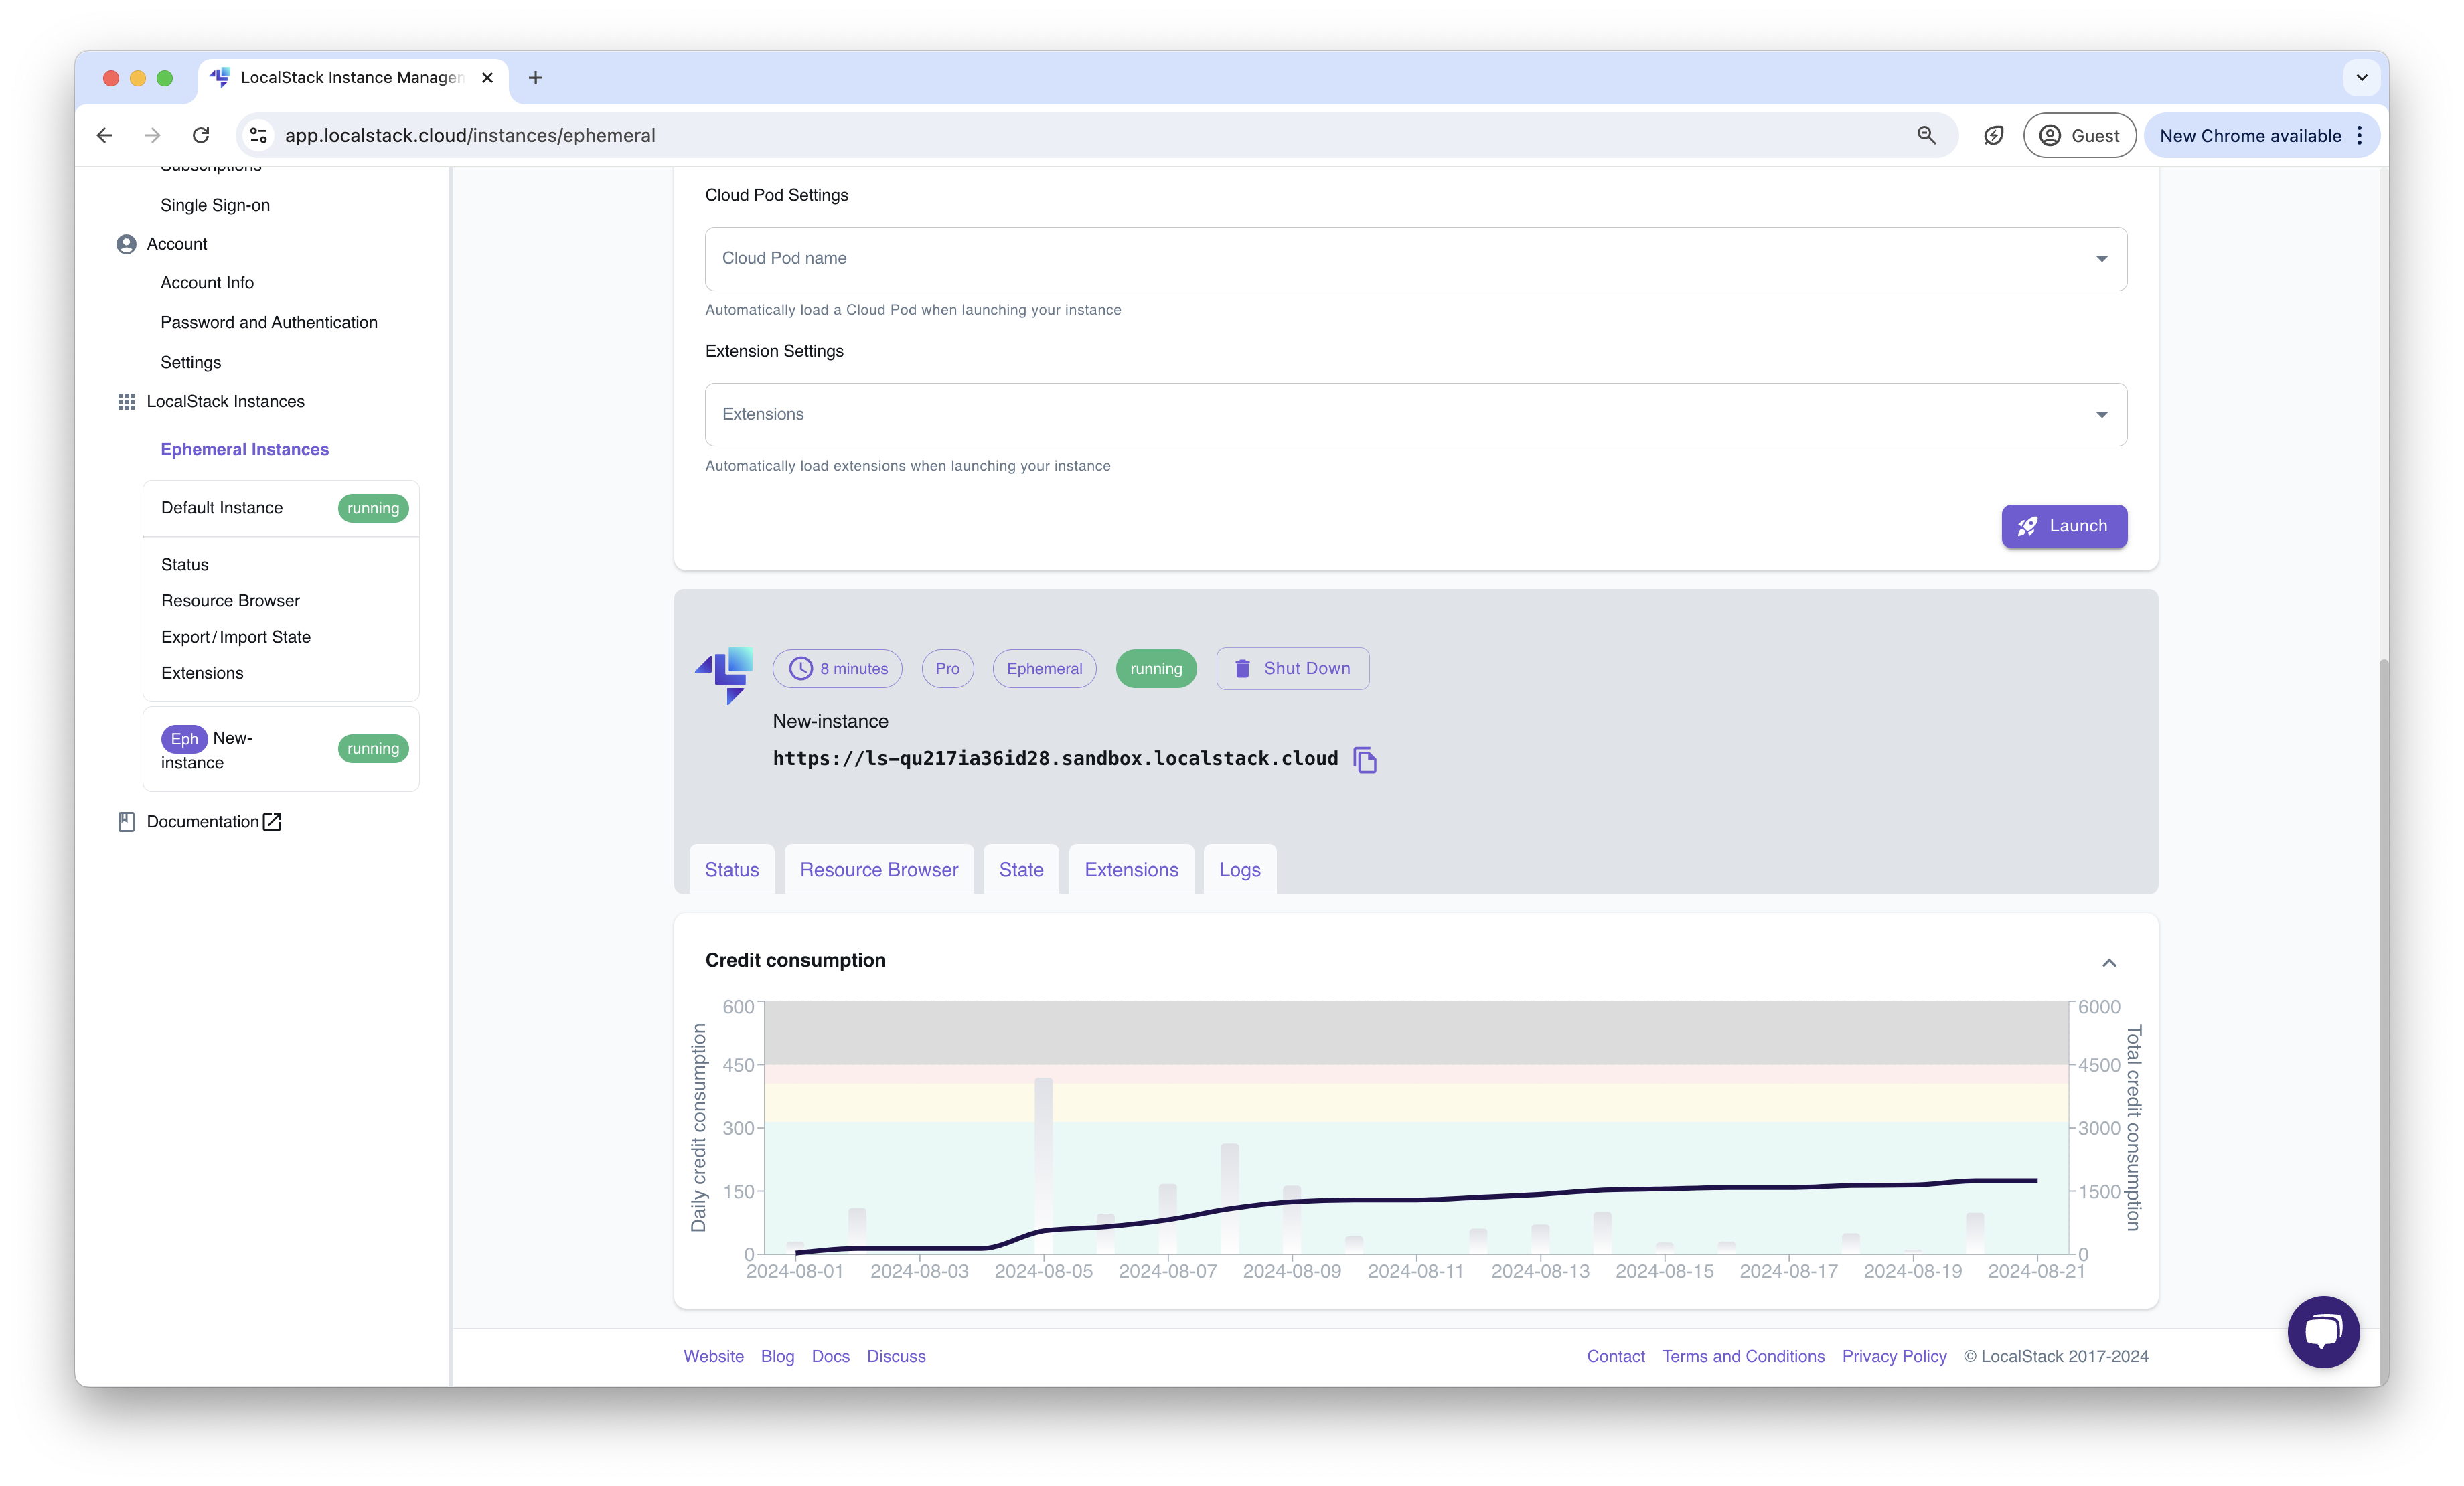 LocalStack Instance Manager
app.localstack.cloud/instances/ephemeral
Guest
New Chrome available
Subscriptions
Single Sign-on
Account
Account Info
Password and Authentication
Settings
LocalStack Instances
Ephemeral Instances
Default Instance
running
Status
Resource Browser
Export/Import State
Extensions
Eph New-
instance
running
Documentation
Cloud Pod Settings
Cloud Pod name
Automatically load a Cloud Pod when launching your instance
Extension Settings
Extensions
Automatically load extensions when launching your instance
Launch
8 minutes
Pro
Ephemeral
running
Shut Down
New-instance
https://ls-qu217ia36id28.sandbox.localstack.cloud
Status
Resource Browser
State
Extensions
Logs
Credit consumption
Daily credit consumption
600
450
300
150
0
6000
4500
3000
1500
0
Total credit consumption
2024-08-01
2024-08-03
2024-08-05
2024-08-07
2024-08-09
2024-08-11
2024-08-13
2024-08-15
2024-08-17
2024-08-19
2024-08-21
Website
Blog
Docs
Discuss
Contact
Terms and Conditions
Privacy Policy
© LocalStack 2017-2024